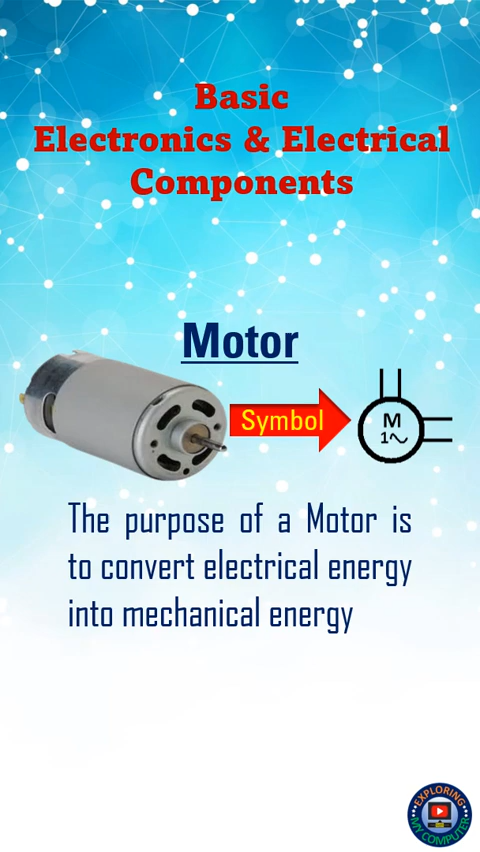 Basic
Electronics & Electrical
Components
Motor
Symbol
M
1~
The purpose of a Motor is
to convert electrical energy
into mechanical energy
EXPLORING
MY COMPUTER